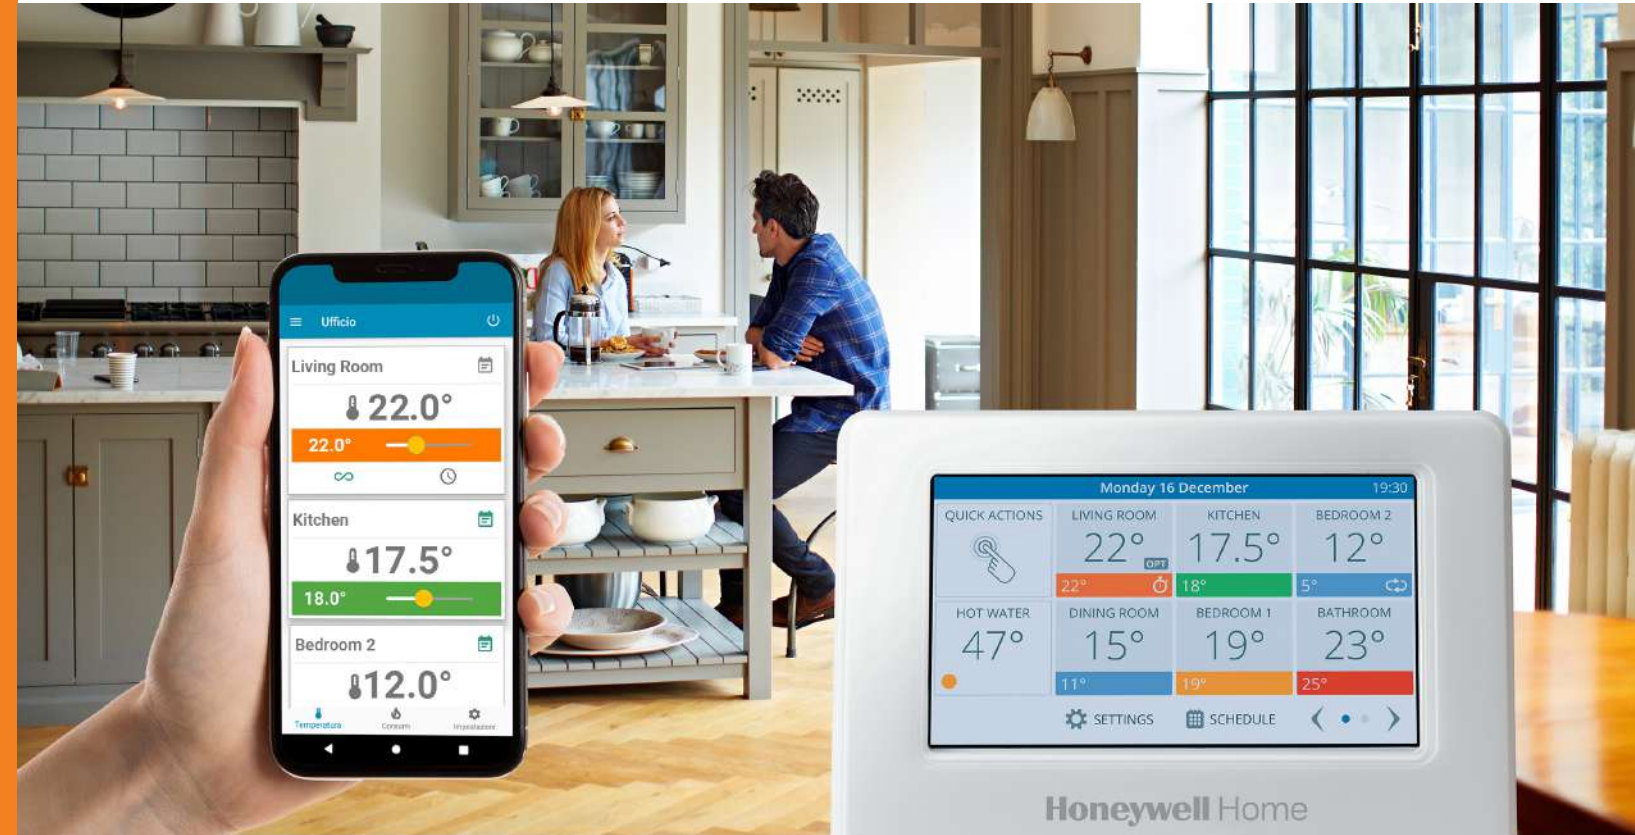 Ufficio
Living Room
22.0°
22.0°
Kitchen
17.5°
18.0°
Bedroom 2
12.0°
Temperatura Consumi Impostazioni
Monday 16 December 19:30
QUICK ACTIONS LIVING ROOM KITCHEN BEDROOM 2
22° 17.5° 12°
OPT
22° 18° 5°
HOT WATER DINING ROOM BEDROOM 1 BATHROOM
47° 15° 19° 23°
11° 19° 25°
SETTINGS SCHEDULE
Honeywell Home